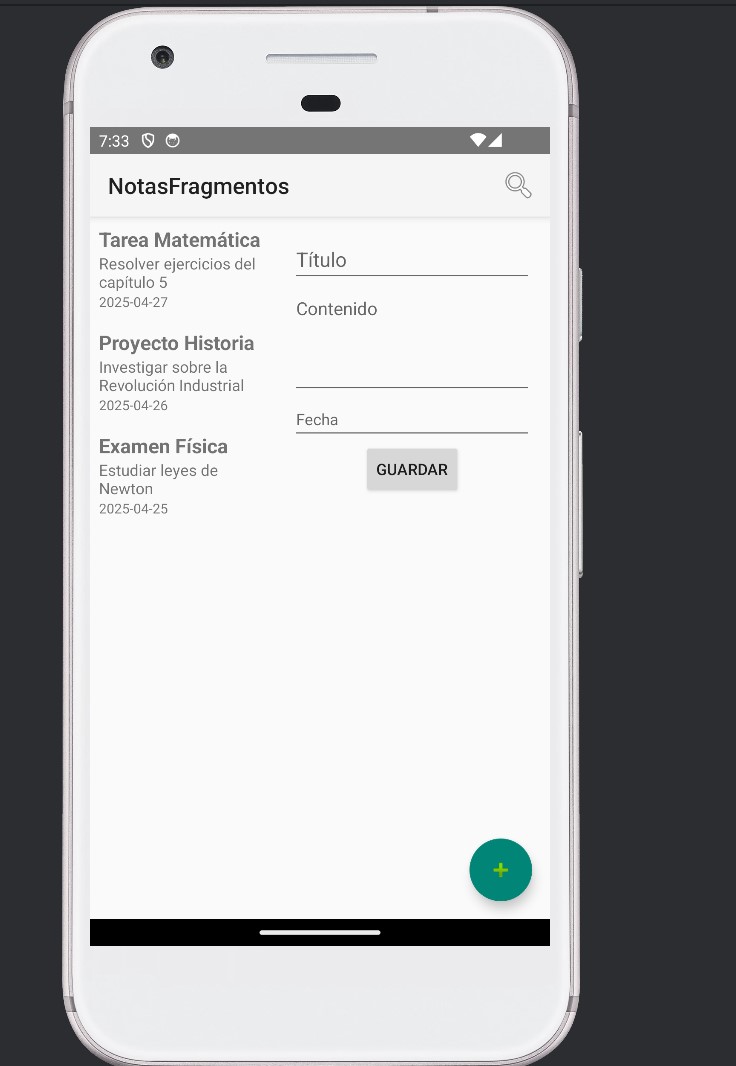 7:33
NotasFragmentos
Tarea Matemática
Resolver ejercicios del
capítulo 5
2025-04-27
Proyecto Historia
Investigar sobre la
Revolución Industrial
2025-04-26
Examen Física
Estudiar leyes de
Newton
2025-04-25
Título
Contenido
Fecha
GUARDAR
+